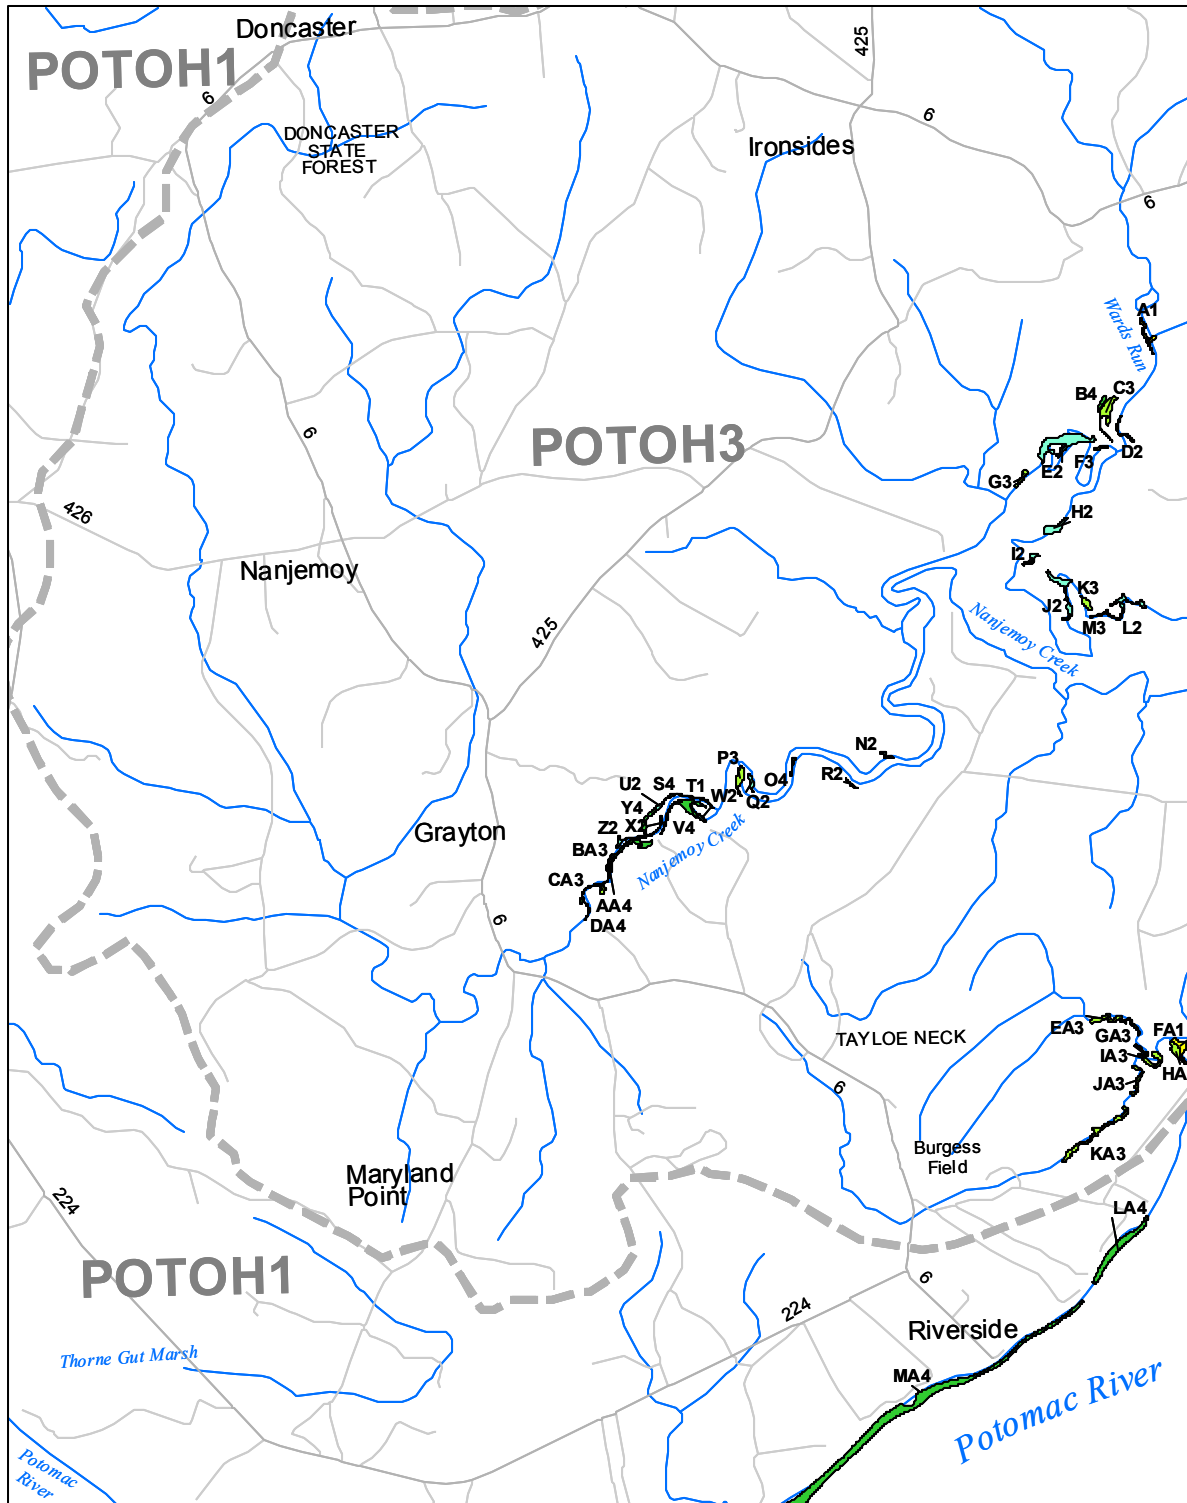 Doncaster
POTOH1
425
6
6
DONCASTER
STATE
FOREST
Ironsides
6
A1
Wards Run
B4
C3
6
POTOH3
D2
E2
F3
G3
426
H2
I2
Nanjemoy
K3
J2
M3
L2
Nanjemoy Creek
425
N2
P3
O4
R2
U2
S4
T1
W2
Q2
Y4
X2
V4
Z2
Grayton
BA3
Nanjemoy Creek
CA3
AA4
DA4
6
EA3
GA3
FA1
TAYLOE NECK
IA3
HA
JA3
6
Burgess
Field
KA3
Maryland
Point
224
LA4
POTOH1
6
224
Riverside
Thorne Gut Marsh
MA4
Potomac River
Potomac
River